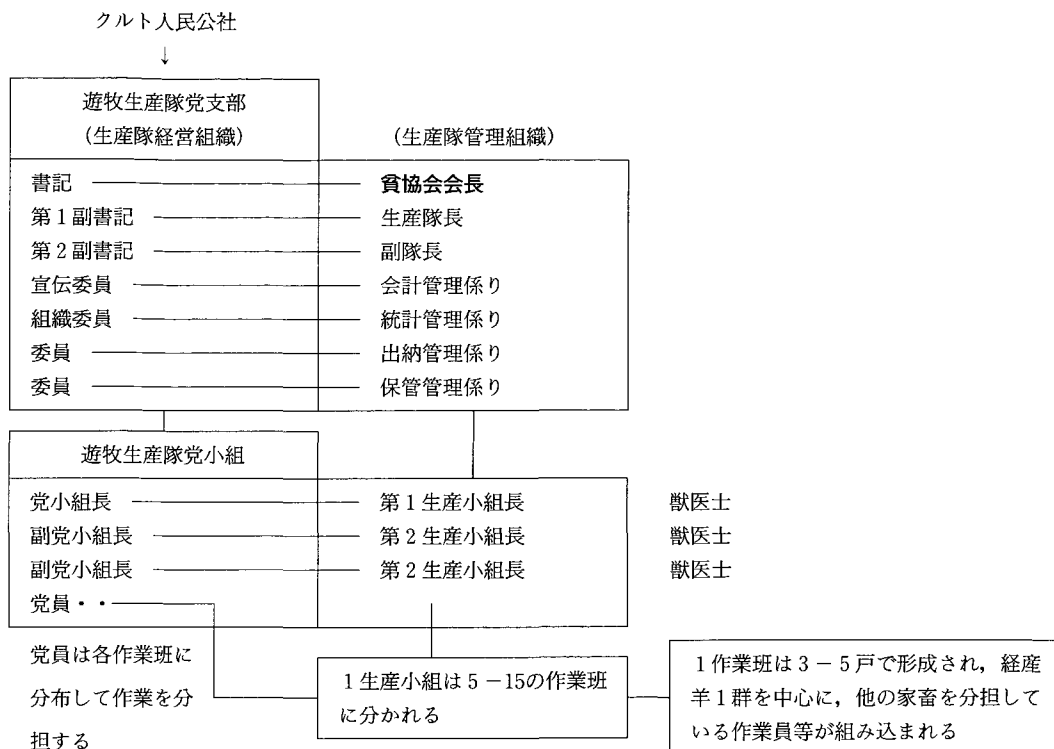 クルト人民公社
↓
遊牧生産隊党支部
(生産隊経営組織)
(生産隊管理組織)
書記 貧協会会長
第1副書記 生産隊長
第2副書記 副隊長
宣伝委員 会計管理係り
組織委員 統計管理係り
委員 出納管理係り
委員 保管管理係り
遊牧生産隊党小組
党小組長 第1生産小組長 獣医士
副党小組長 第2生産小組長 獣医士
副党小組長 第2生産小組長 獣医士
党員・・
党員は各作業班に
分布して作業を分
担する
1生産小組は5-15の作業班
に分かれる
1作業班は3-5戸で形成され,経産
羊1群を中心に,他の家畜を分担して
いる作業員等が組み込まれる